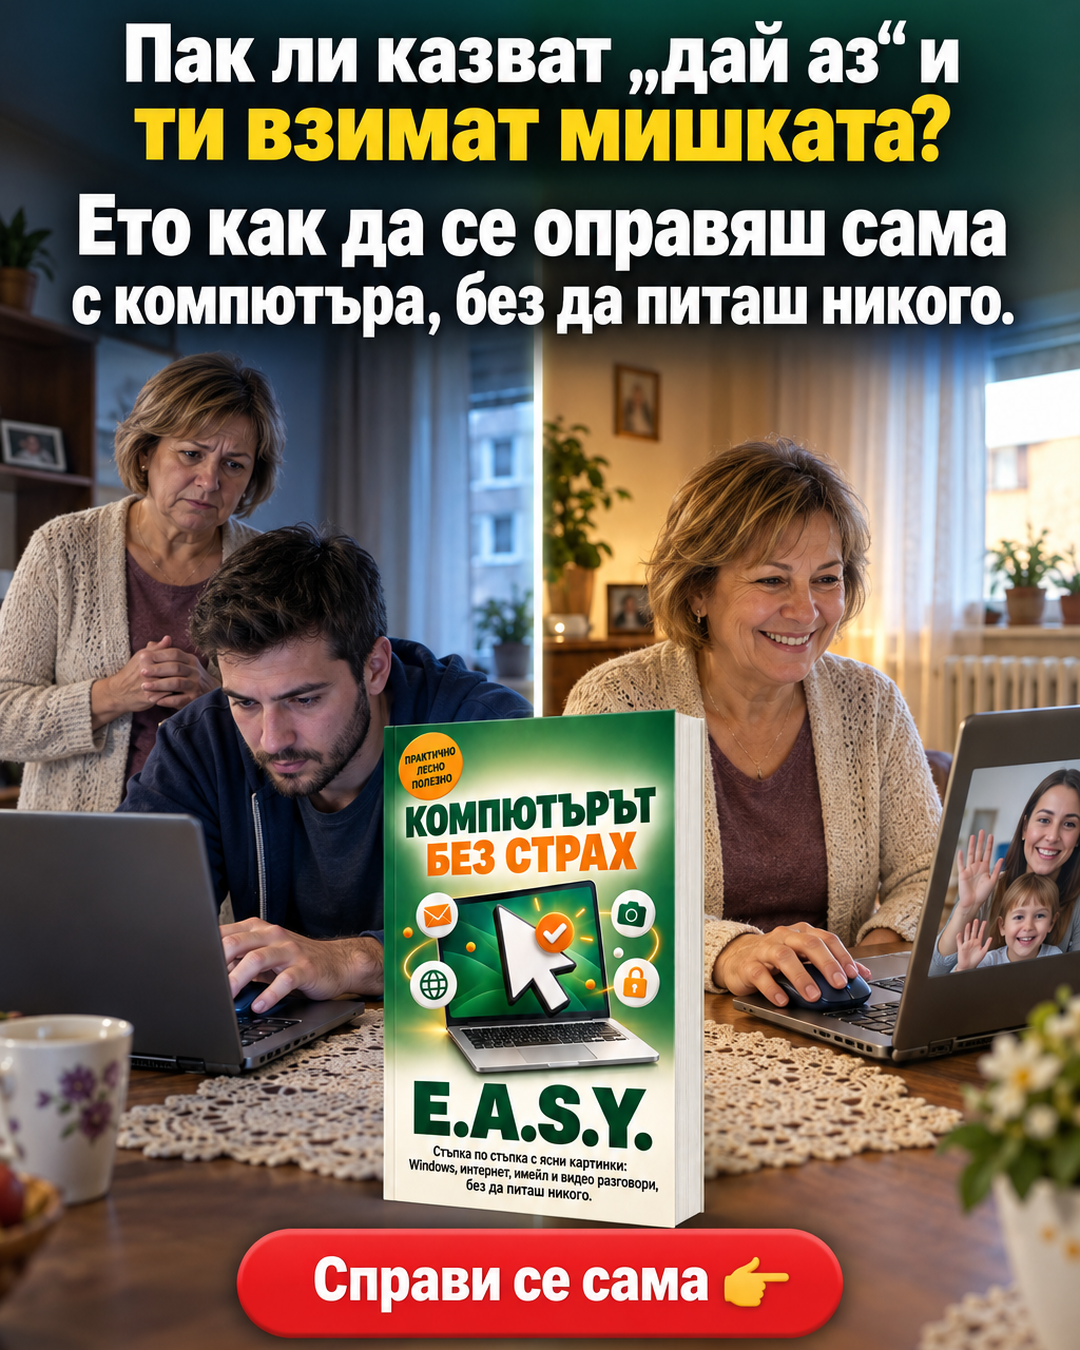 Пак ли казват „дай аз“ и
ти взимат мишката?
Ето как да се оправяш сама
с компютъра, без да питаш никого.
ПРАКТИЧНО
ЛЕСНО
ПОЛЕЗНО
КОМПЮТЪРЪТ
БЕЗ СТРАХ
E.A.S.Y.
Стъпка по стъпка с ясни картинки:
Windows, интернет, имейл и видео разговори,
без да питаш никого.
Справи се сама 👉